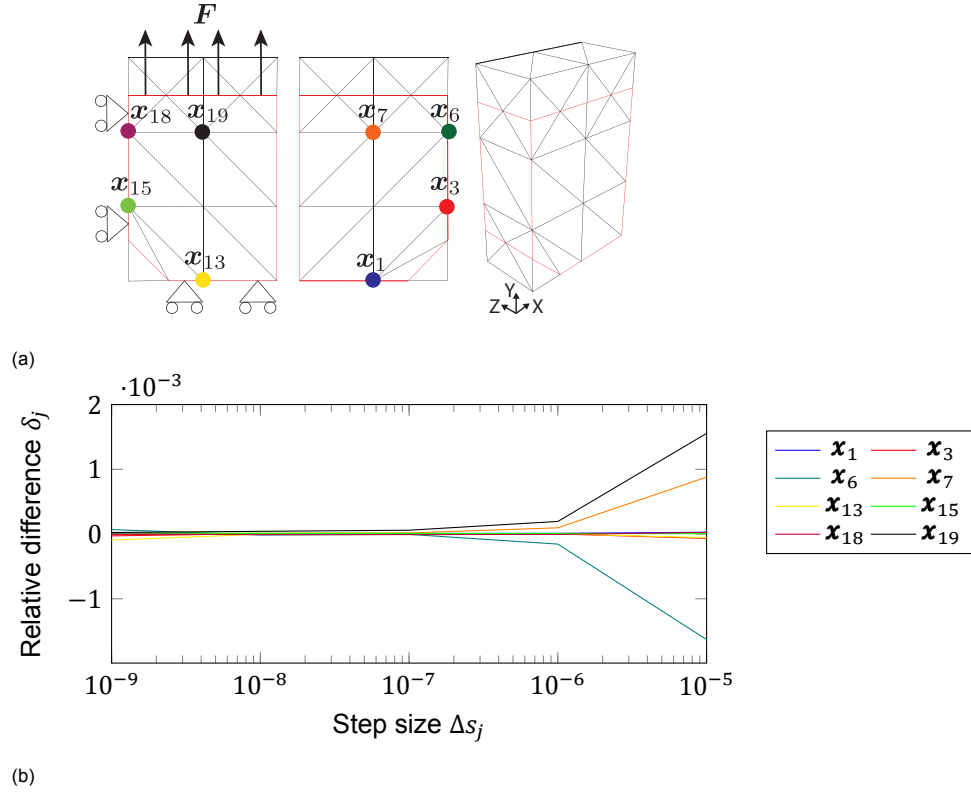 F
x18 x19 x7 x6
x15 x3
x13 x1
Y
Z X
(a)
·10⁻³
2
1
0
−1
Relative difference δj
10⁻⁹ 10⁻⁸ 10⁻⁷ 10⁻⁶ 10⁻⁵
Step size Δsj
x1 x3
x6 x7
x13 x15
x18 x19
(b)